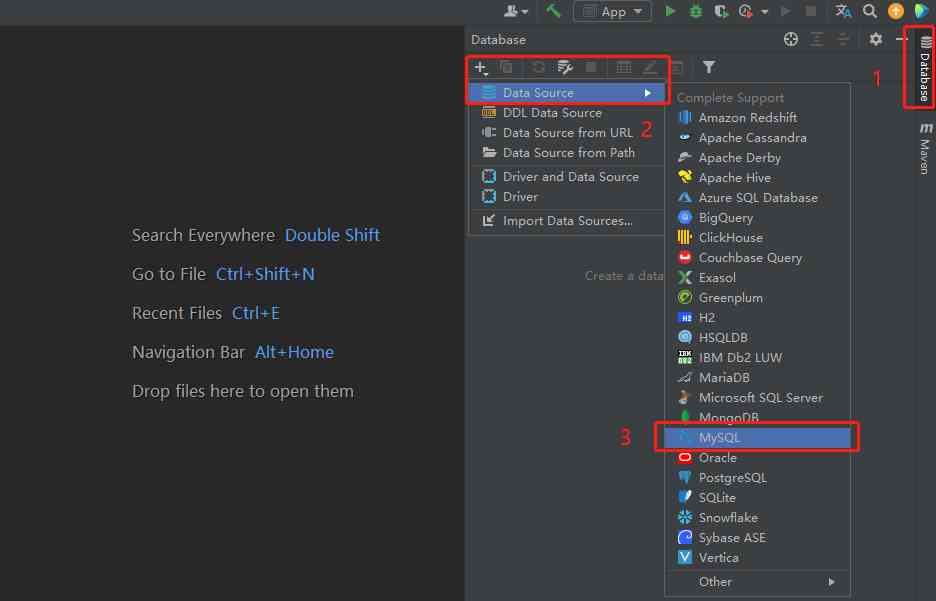 App
Database
1
Database
Maven
Data Source
DDL Data Source
Data Source from URL
2
Data Source from Path
Driver and Data Source
Driver
Import Data Sources...
Create a data
Complete Support
Amazon Redshift
Apache Cassandra
Apache Derby
Apache Hive
Azure SQL Database
BigQuery
ClickHouse
Couchbase Query
Exasol
Greenplum
H2
HSQLDB
IBM Db2 LUW
MariaDB
Microsoft SQL Server
MongoDB
3
MySQL
Oracle
PostgreSQL
SQLite
Snowflake
Sybase ASE
Vertica
Other
Search Everywhere Double Shift
Go to File Ctrl+Shift+N
Recent Files Ctrl+E
Navigation Bar Alt+Home
Drop files here to open them